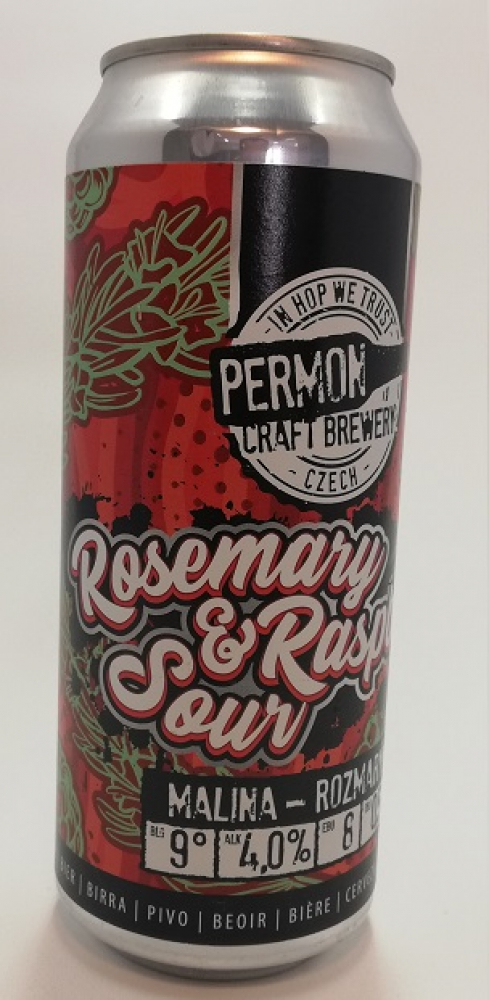 IN HOP WE TRUST
PERMON
CRAFT BREWERY
CZECH
Rosemary
& Rasp
Sour
MALINA – ROZMAR
BLG 9° ALK 4,0% EBU 6
BIER | BIRRA | PIVO | BEOIR | BIÈRE | CERV